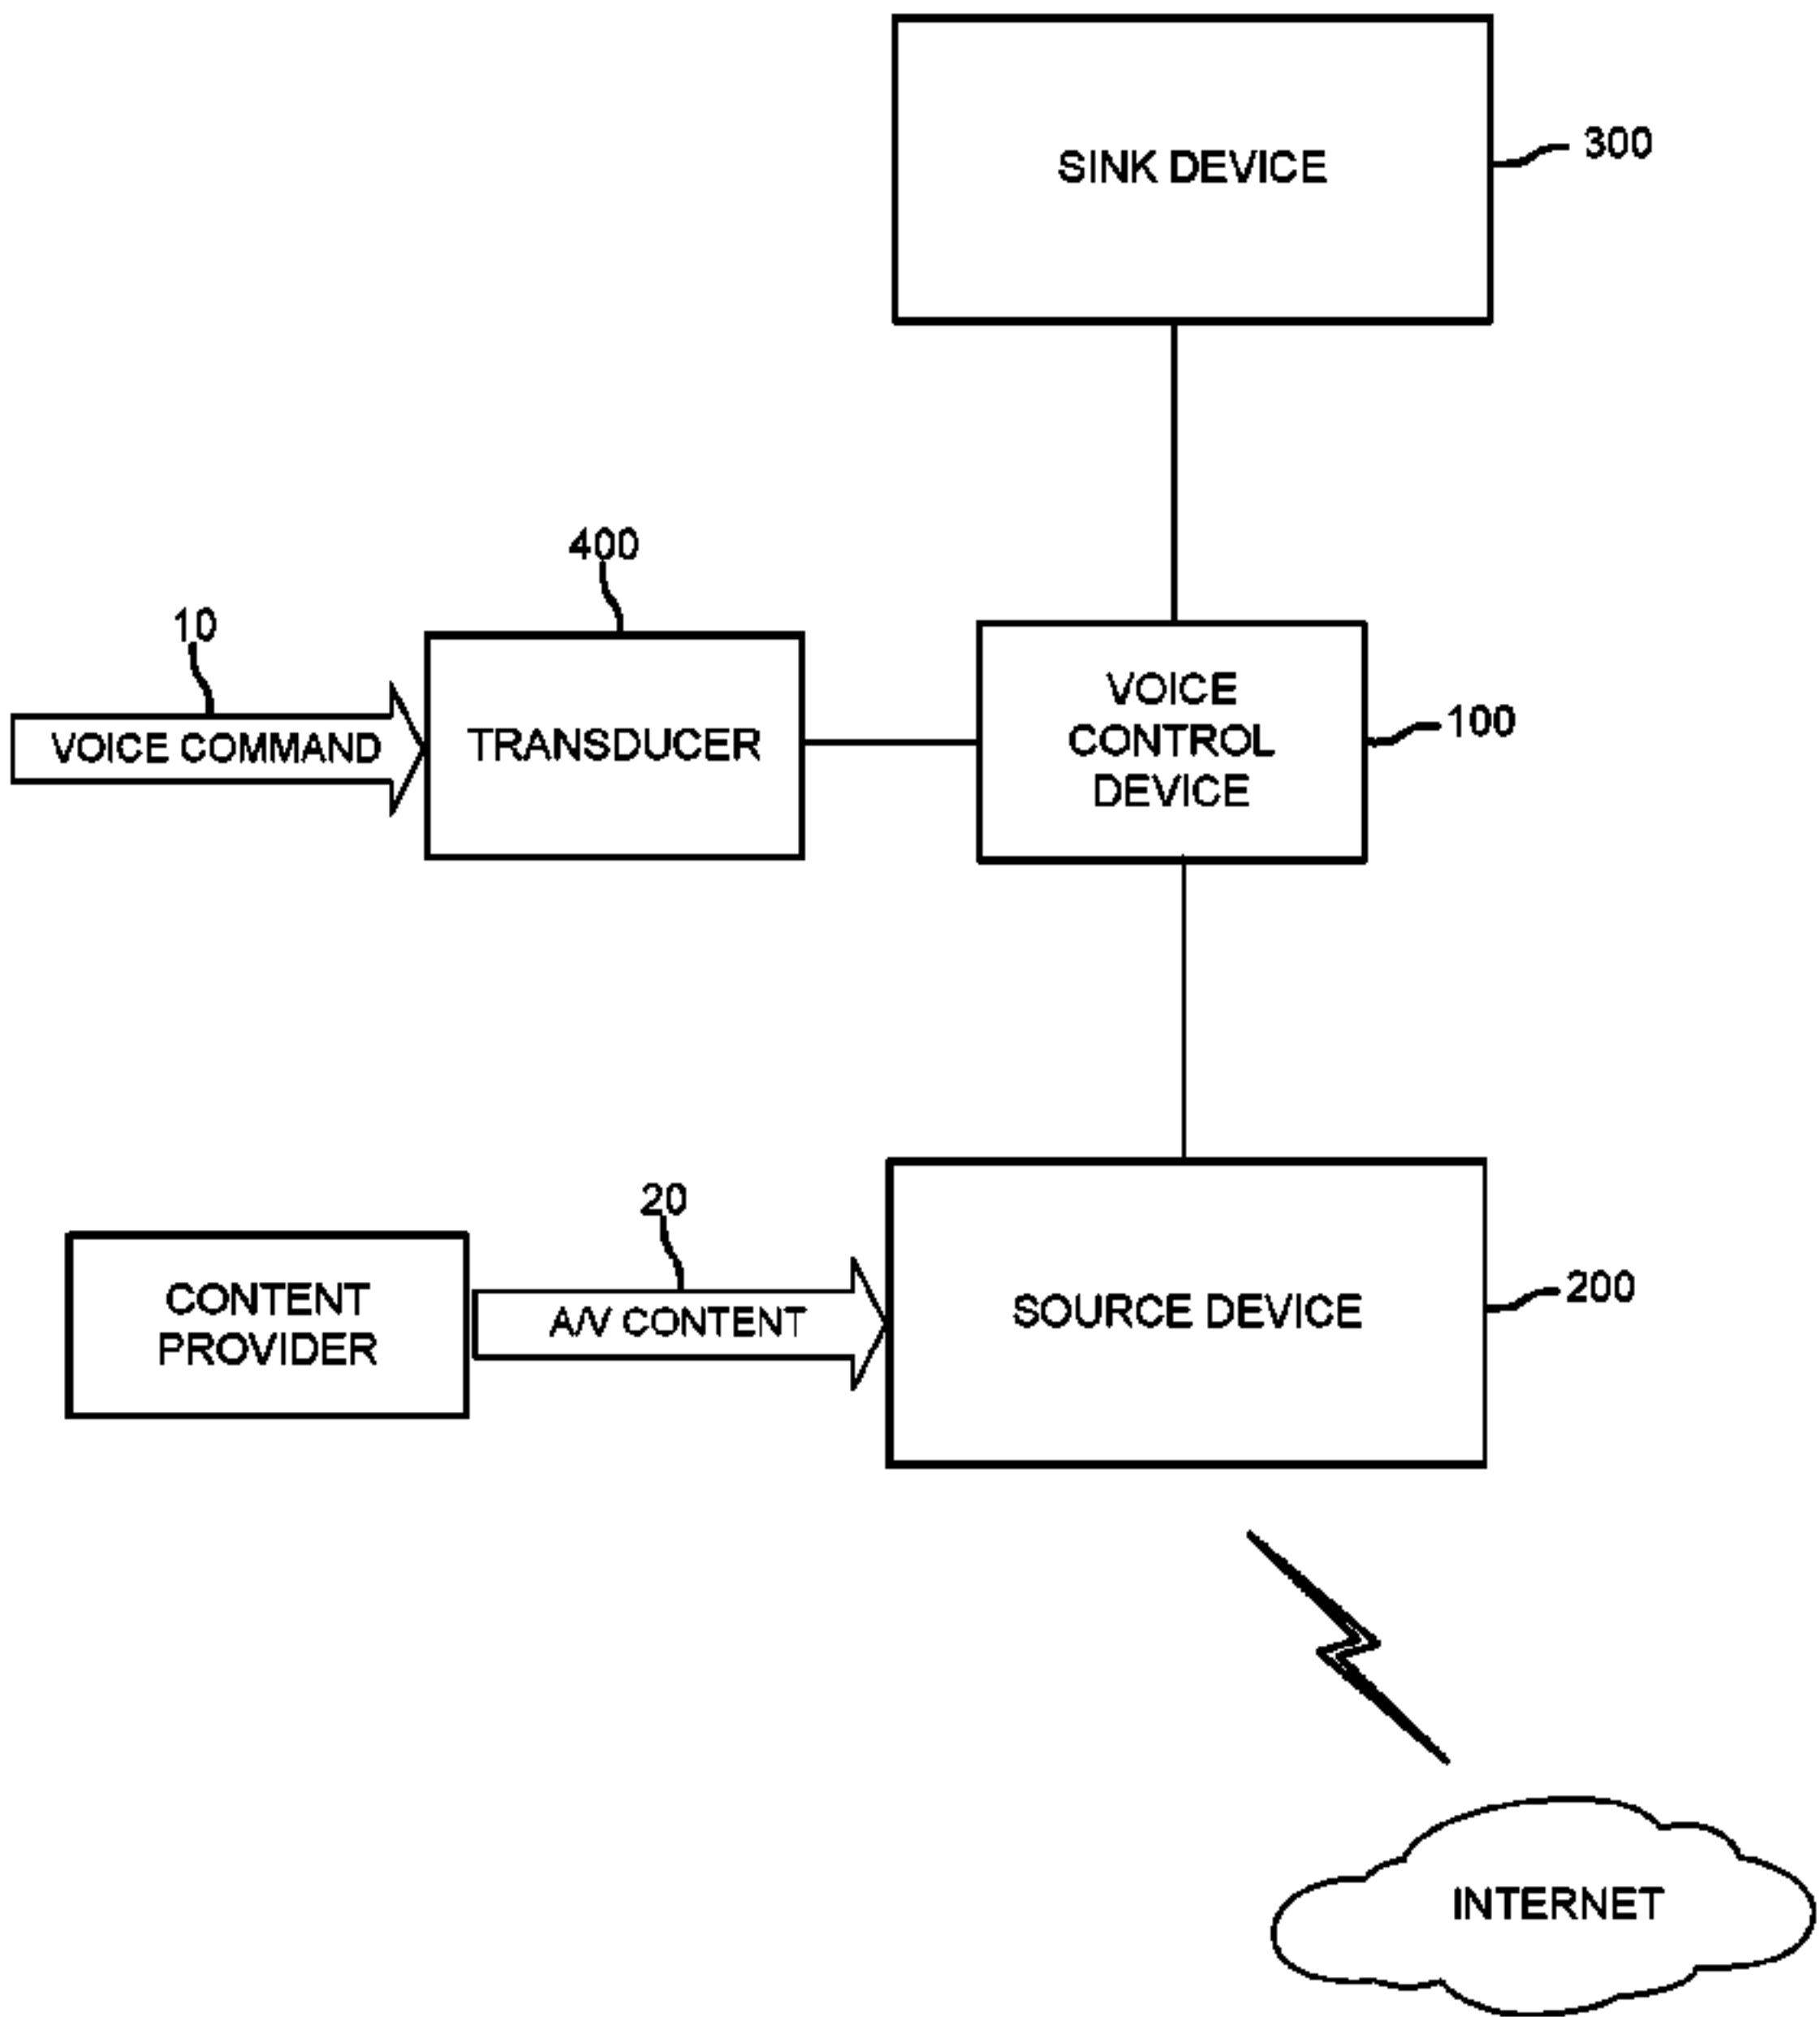 SINK DEVICE
300
400
10
VOICE COMMAND
TRANSDUCER
VOICE
CONTROL
DEVICE
100
20
CONTENT
PROVIDER
A/V CONTENT
SOURCE DEVICE
200
INTERNET